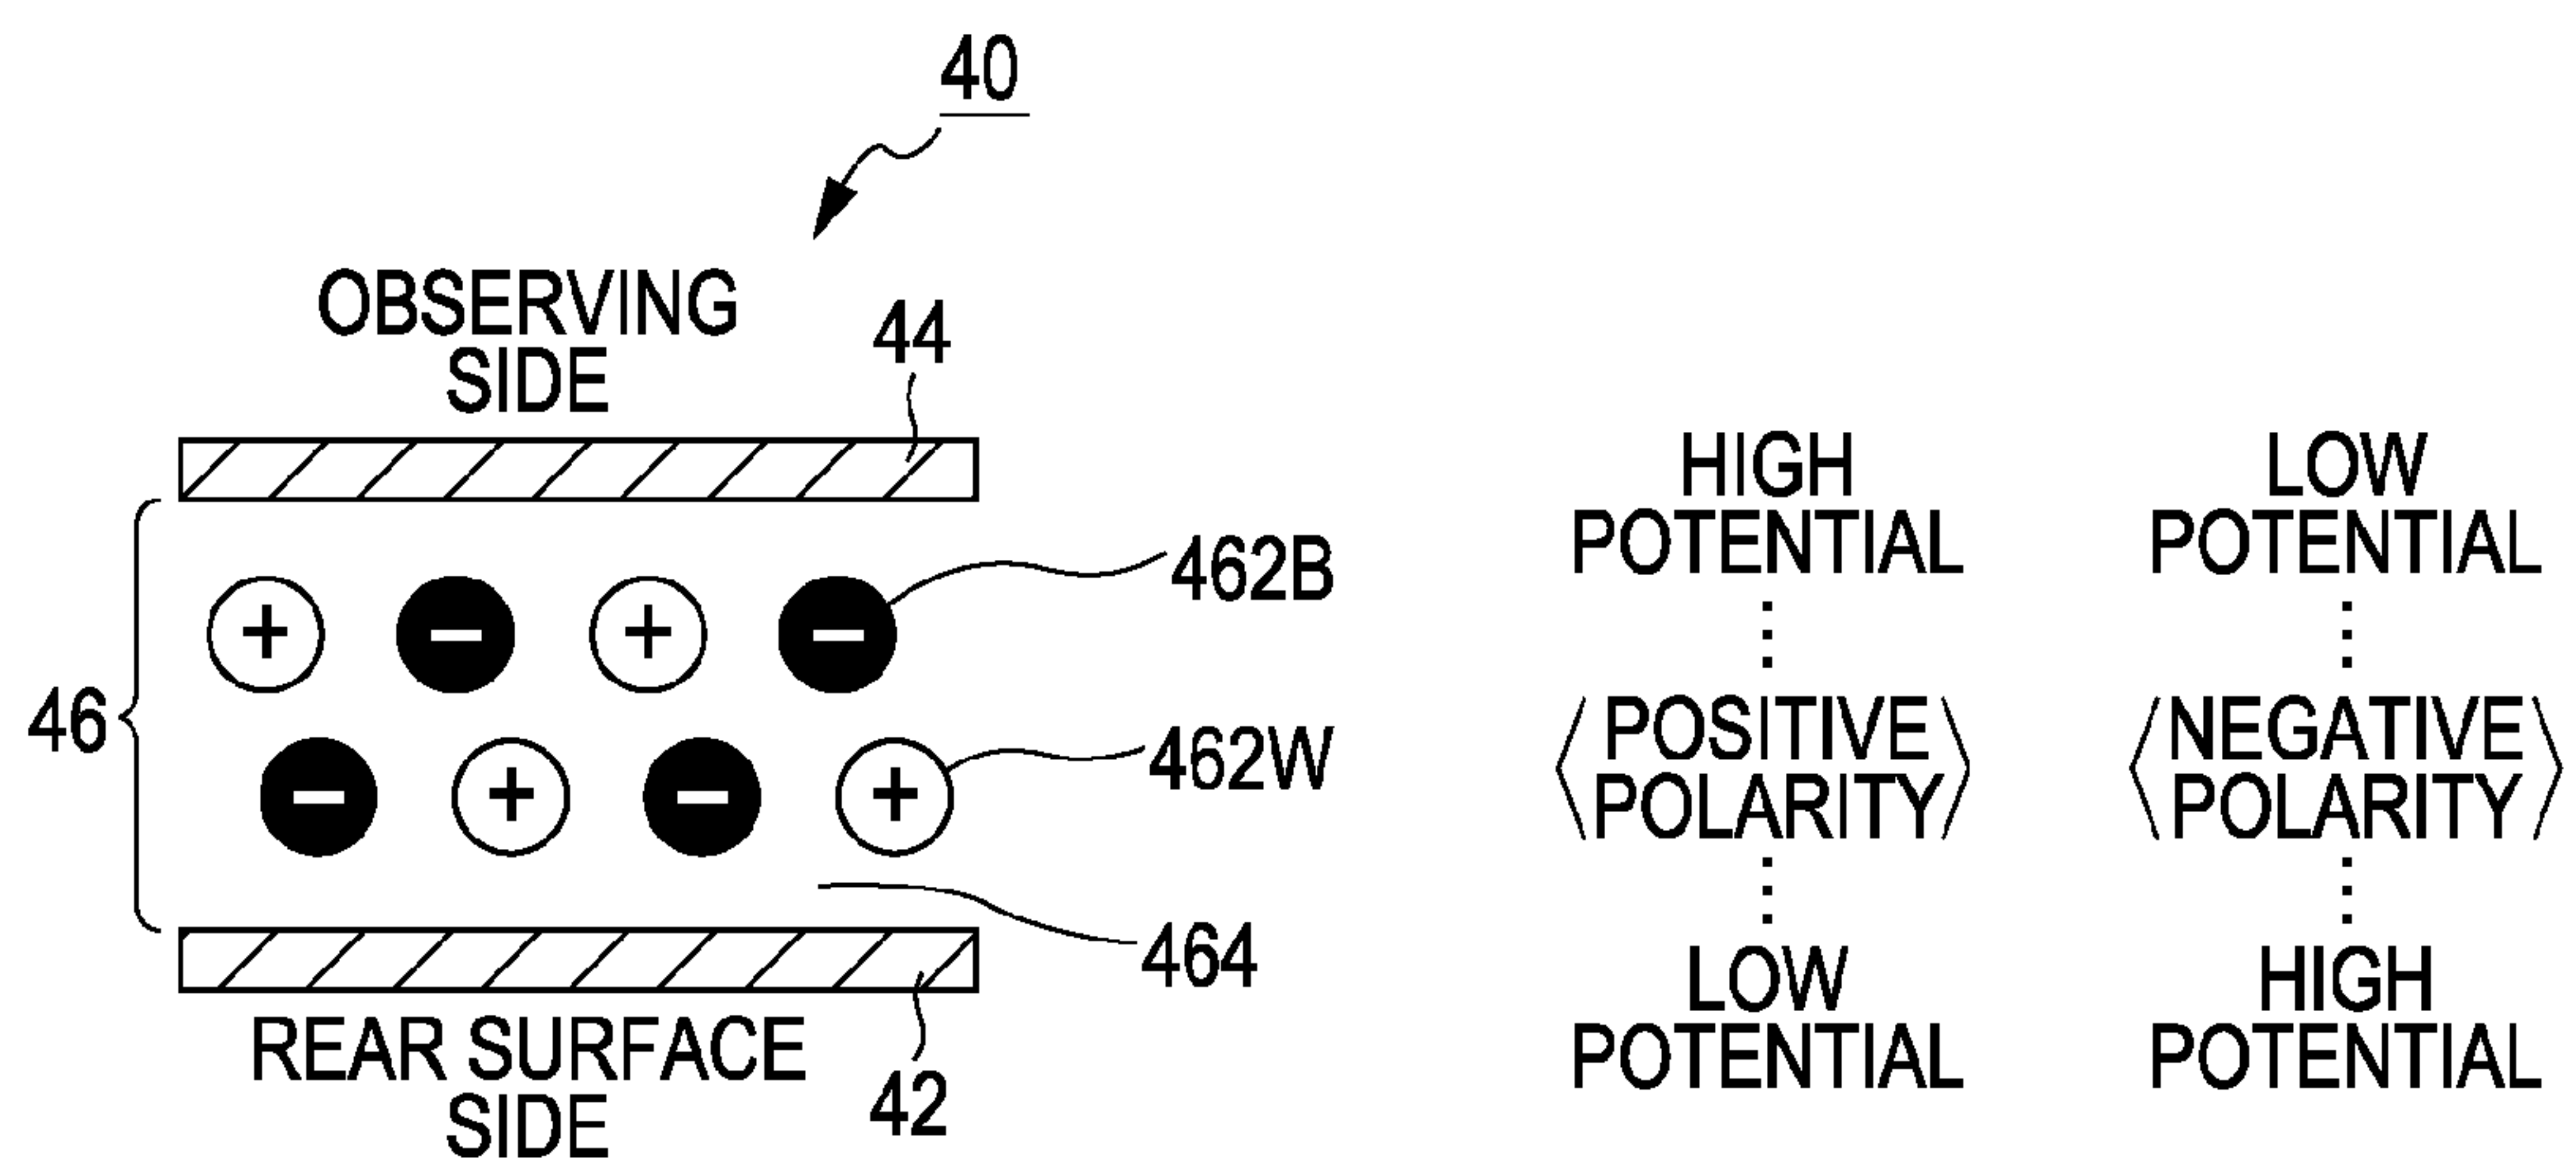 40
OBSERVING
SIDE
44
46
+ − + −
− + − +
462B
462W
464
REAR SURFACE
SIDE
42
HIGH
POTENTIAL
⋮
〈POSITIVE
POLARITY〉
⋮
LOW
POTENTIAL
LOW
POTENTIAL
⋮
〈NEGATIVE
POLARITY〉
⋮
HIGH
POTENTIAL